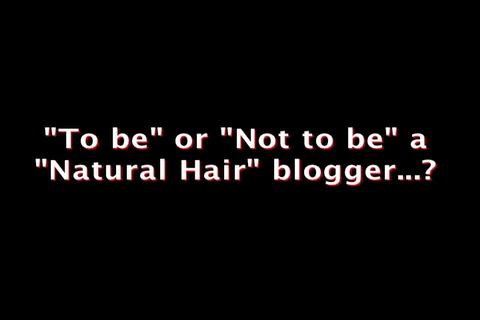 "To be" or "Not to be" a
"Natural Hair" blogger...?